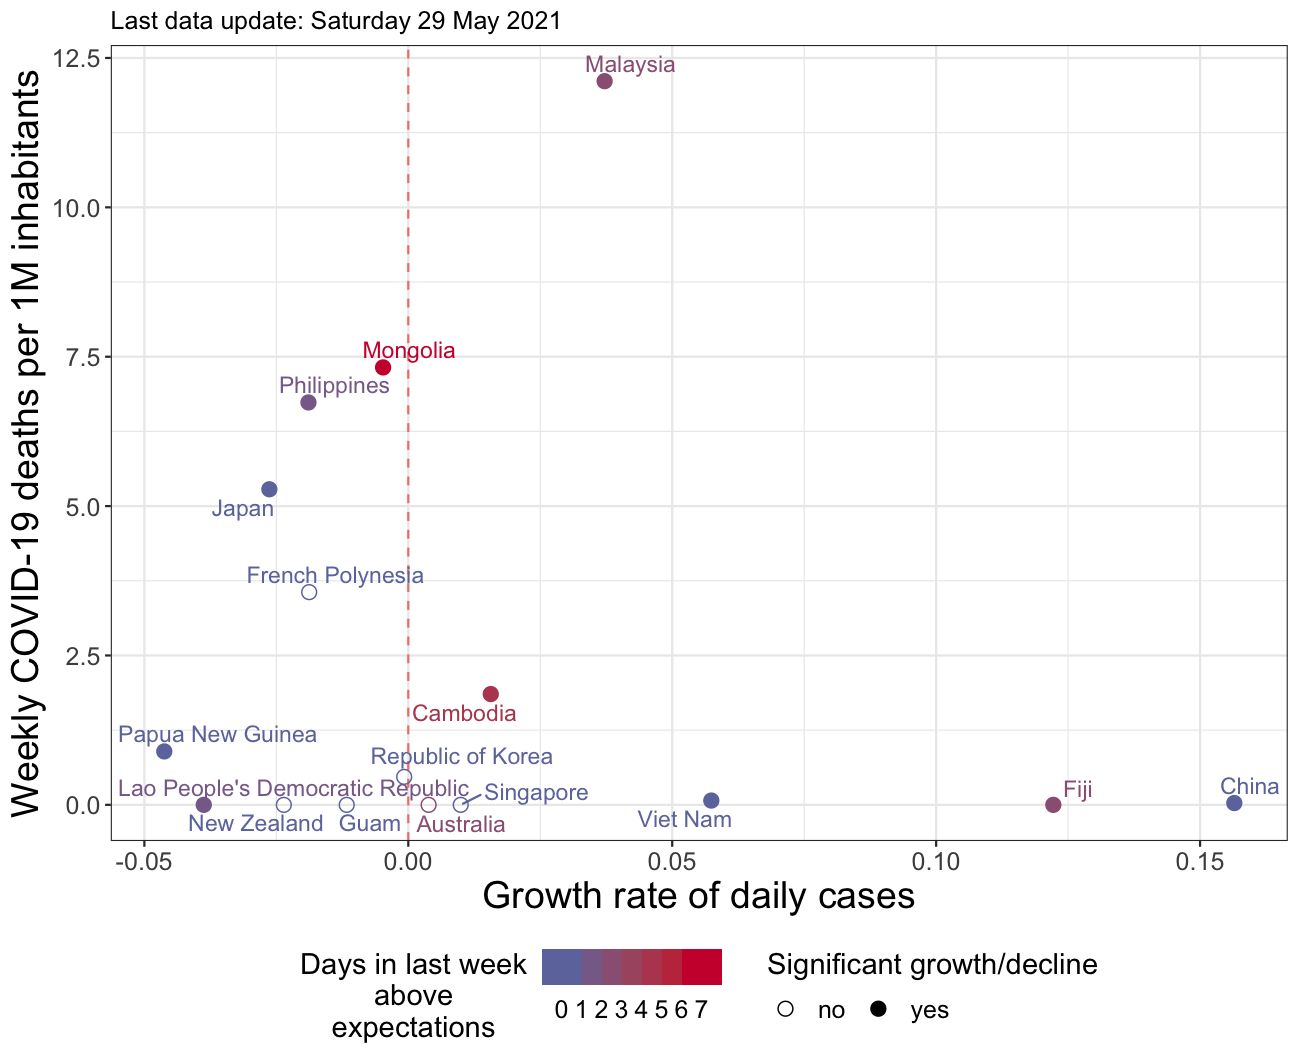 Last data update: Saturday 29 May 2021
Weekly COVID-19 deaths per 1M inhabitants
12.5
10.0
7.5
5.0
2.5
0.0
Malaysia
Mongolia
Philippines
Japan
French Polynesia
Cambodia
Papua New Guinea
Republic of Korea
Lao People's Democratic Republic
Singapore
Fiji
China
New Zealand
Guam
Australia
Viet Nam
-0.05
0.00
0.05
0.10
0.15
Growth rate of daily cases
Days in last week
above
expectations
0 1 2 3 4 5 6 7
Significant growth/decline
no
yes